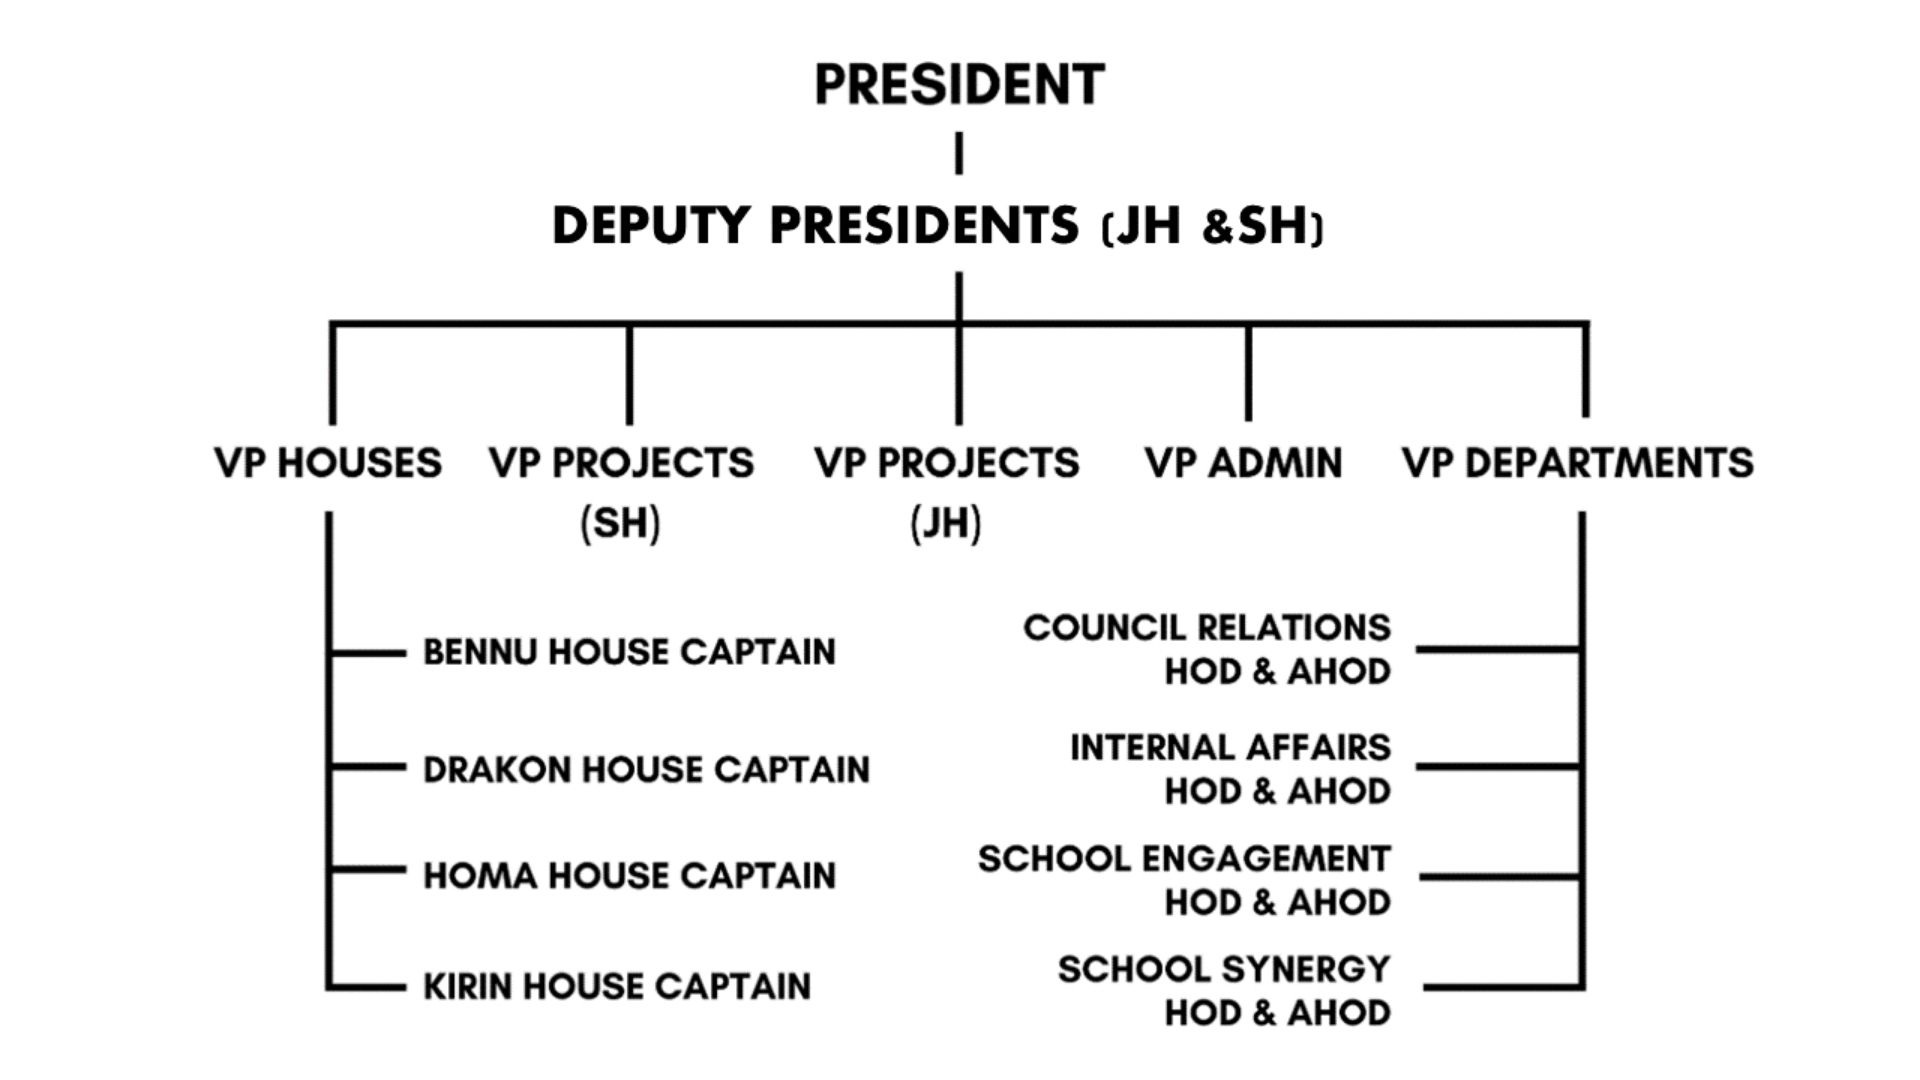 PRESIDENT
DEPUTY PRESIDENTS (JH &SH)
VP HOUSES
VP PROJECTS
(SH)
VP PROJECTS
(JH)
VP ADMIN
VP DEPARTMENTS
BENNU HOUSE CAPTAIN
DRAKON HOUSE CAPTAIN
HOMA HOUSE CAPTAIN
KIRIN HOUSE CAPTAIN
COUNCIL RELATIONS
HOD & AHOD
INTERNAL AFFAIRS
HOD & AHOD
SCHOOL ENGAGEMENT
HOD & AHOD
SCHOOL SYNERGY
HOD & AHOD